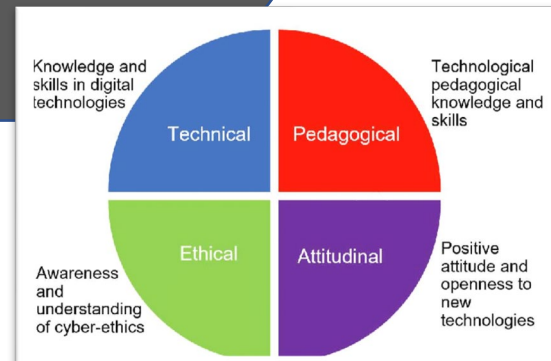 Knowledge and
skills in digital
technologies
Technical
Pedagogical
Technological
pedagogical
knowledge and
skills
Awareness
and
understanding
of cyber-ethics
Ethical
Attitudinal
Positive
attitude and
openness to
new
technologies